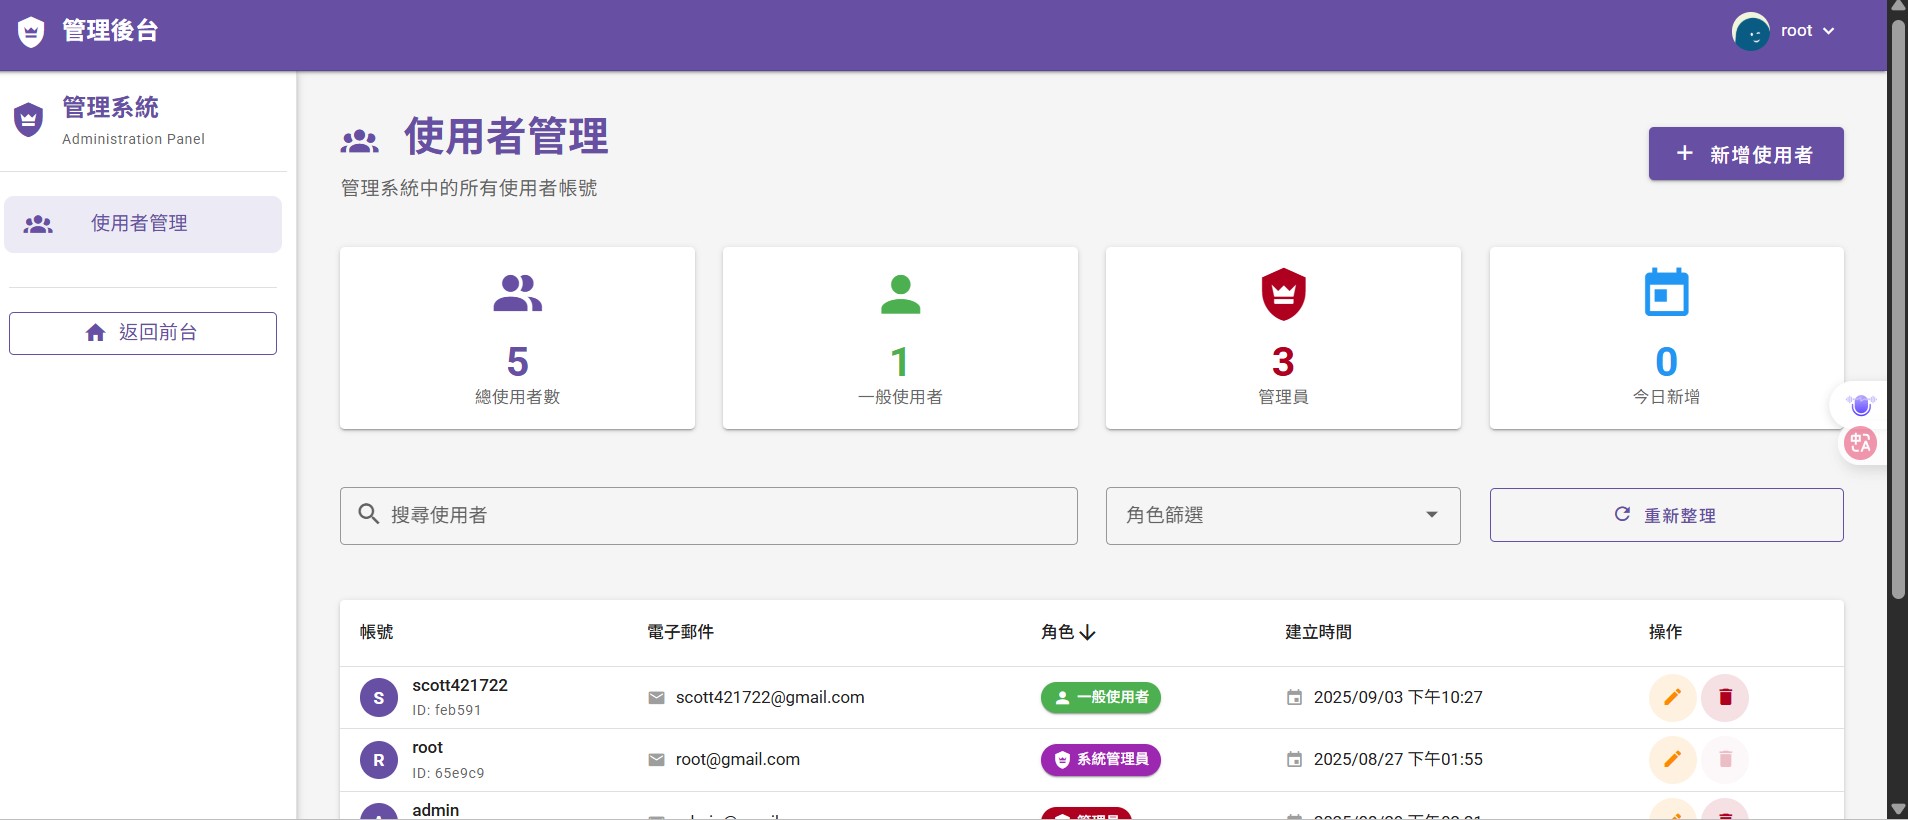 管理後台
root
管理系統
Administration Panel
使用者管理
返回前台
使用者管理
管理系統中的所有使用者帳號
新增使用者
5
總使用者數
1
一般使用者
3
管理員
0
今日新增
搜尋使用者
角色篩選
重新整理
帳號 電子郵件 角色 建立時間 操作
S scott421722 scott421722@gmail.com 一般使用者 2025/09/03 下午10:27
ID: feb591
R root root@gmail.com 系統管理員 2025/08/27 下午01:55
ID: 65e9c9
admin
管理員